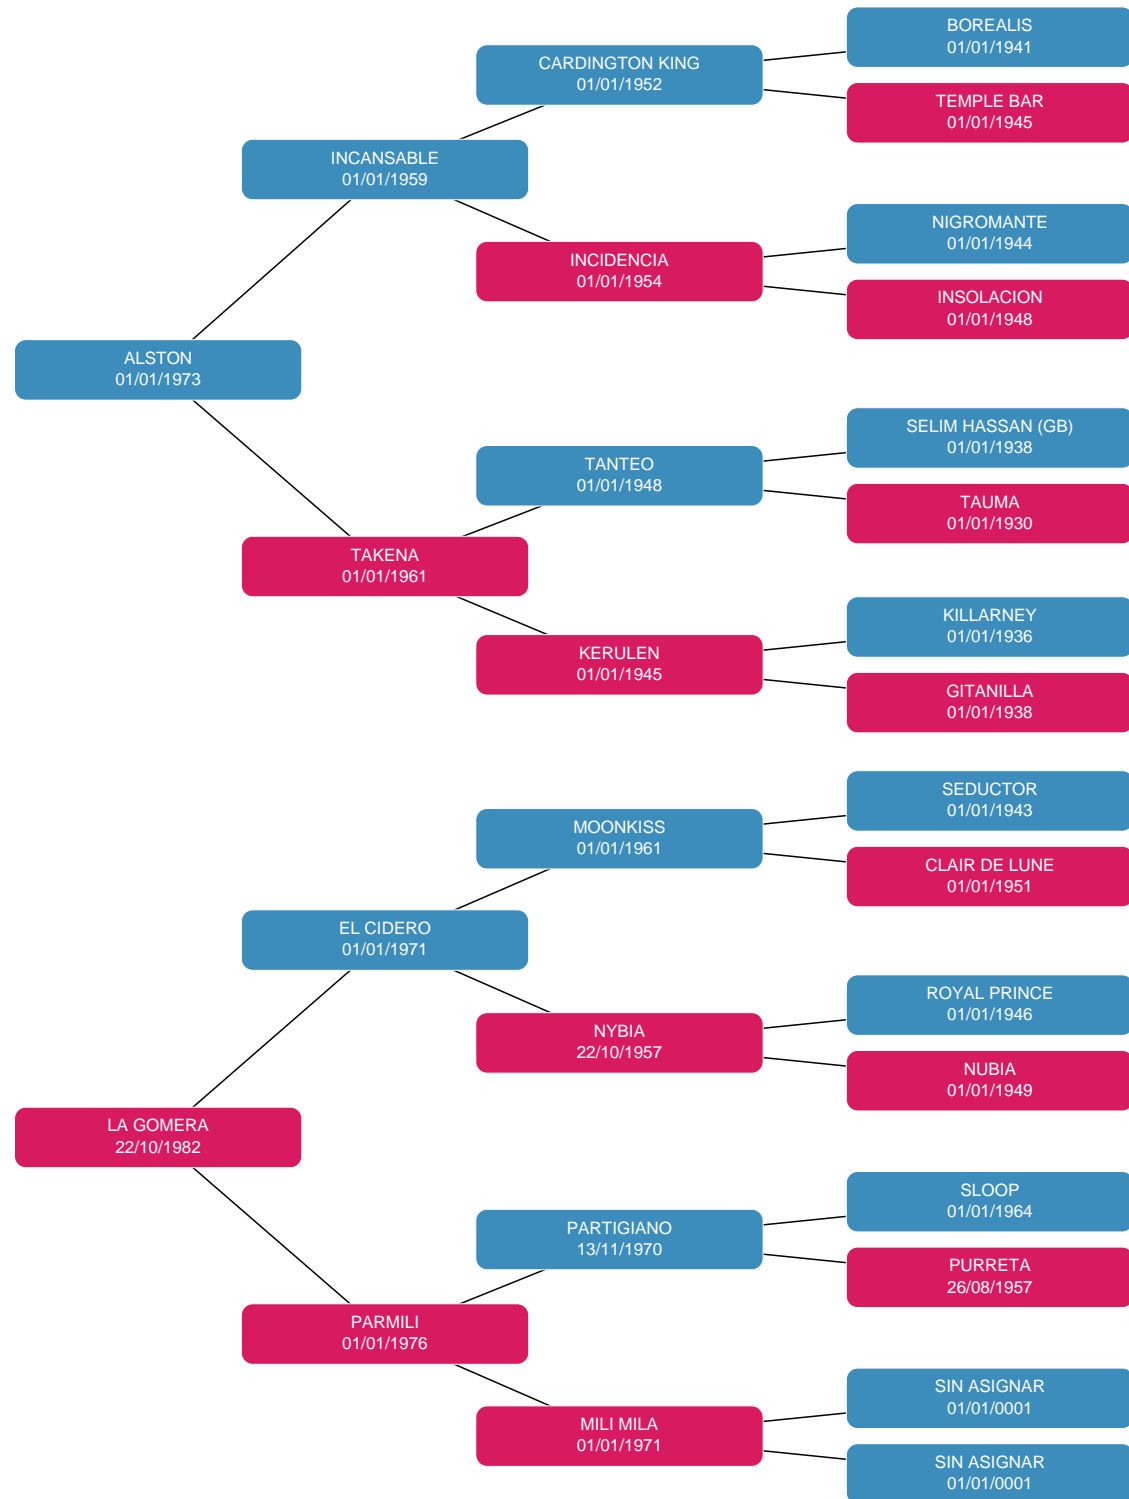 BOREALIS
01/01/1941
CARDINGTON KING
01/01/1952
TEMPLE BAR
01/01/1945
INCANSABLE
01/01/1959
NIGROMANTE
01/01/1944
INCIDENCIA
01/01/1954
INSOLACION
01/01/1948
ALSTON
01/01/1973
SELIM HASSAN (GB)
01/01/1938
TANTEO
01/01/1948
TAUMA
01/01/1930
TAKENA
01/01/1961
KILLARNEY
01/01/1936
KERULEN
01/01/1945
GITANILLA
01/01/1938
SEDUCTOR
01/01/1943
MOONKISS
01/01/1961
CLAIR DE LUNE
01/01/1951
EL CIDERO
01/01/1971
ROYAL PRINCE
01/01/1946
NYBIA
22/10/1957
NUBIA
01/01/1949
LA GOMERA
22/10/1982
SLOOP
01/01/1964
PARTIGIANO
13/11/1970
PURRETA
26/08/1957
PARMILI
01/01/1976
SIN ASIGNAR
01/01/0001
MILI MILA
01/01/1971
SIN ASIGNAR
01/01/0001